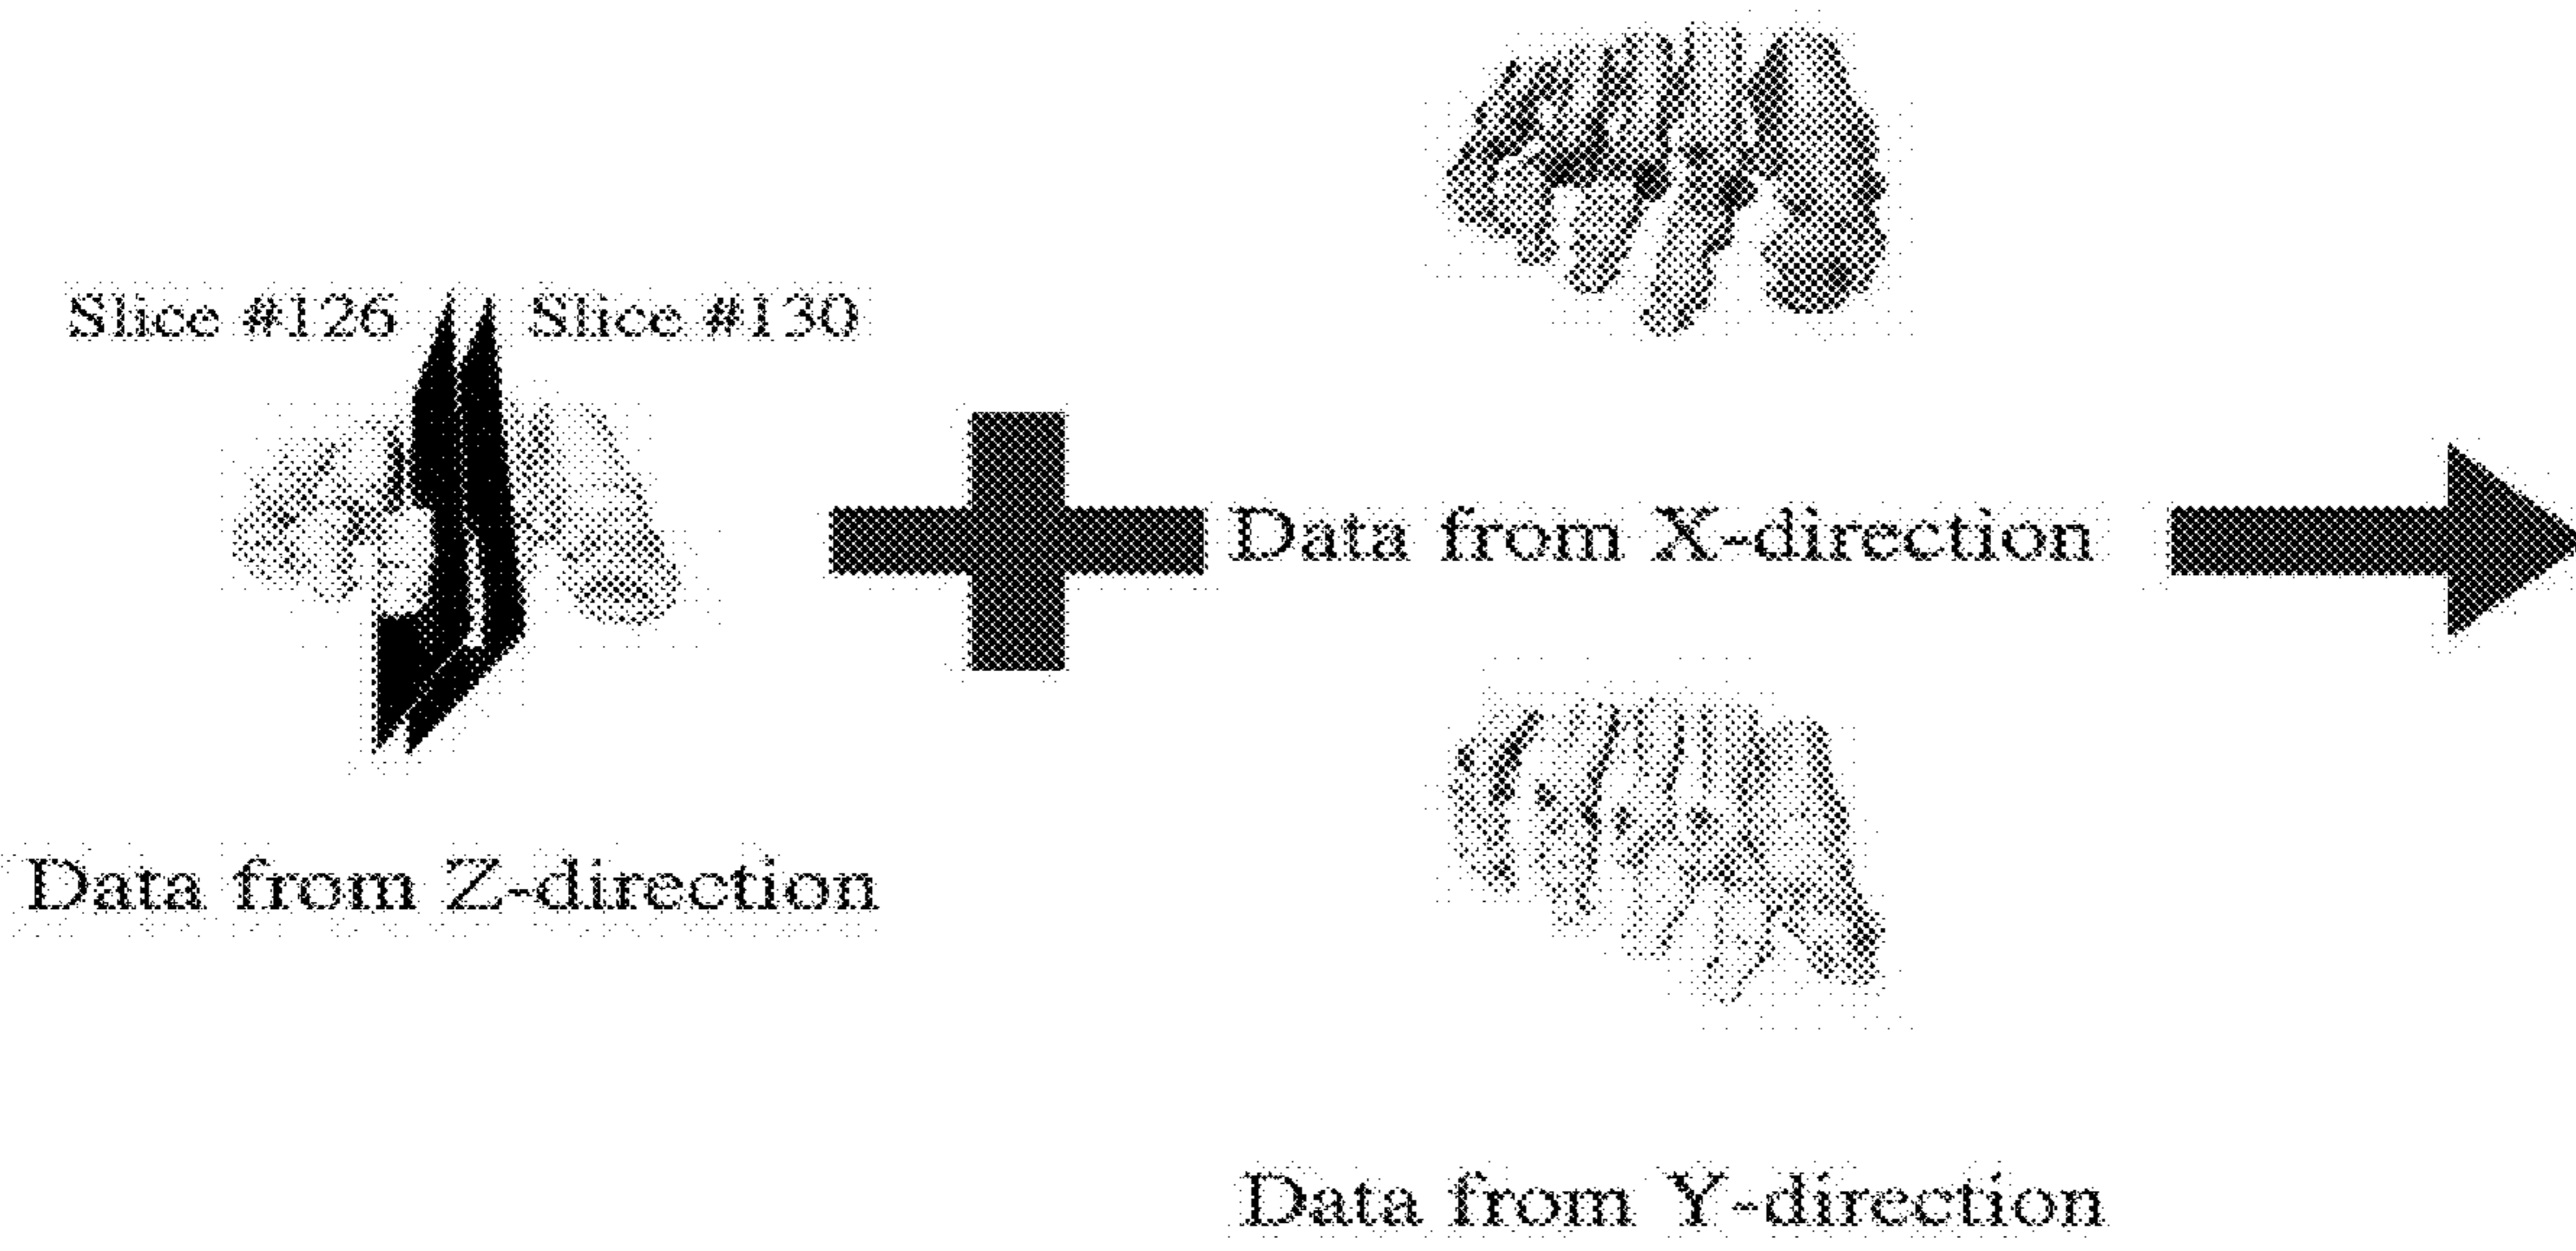 Slice #126 Slice #130
Data from Z-direction
Data from X-direction
Data from Y-direction